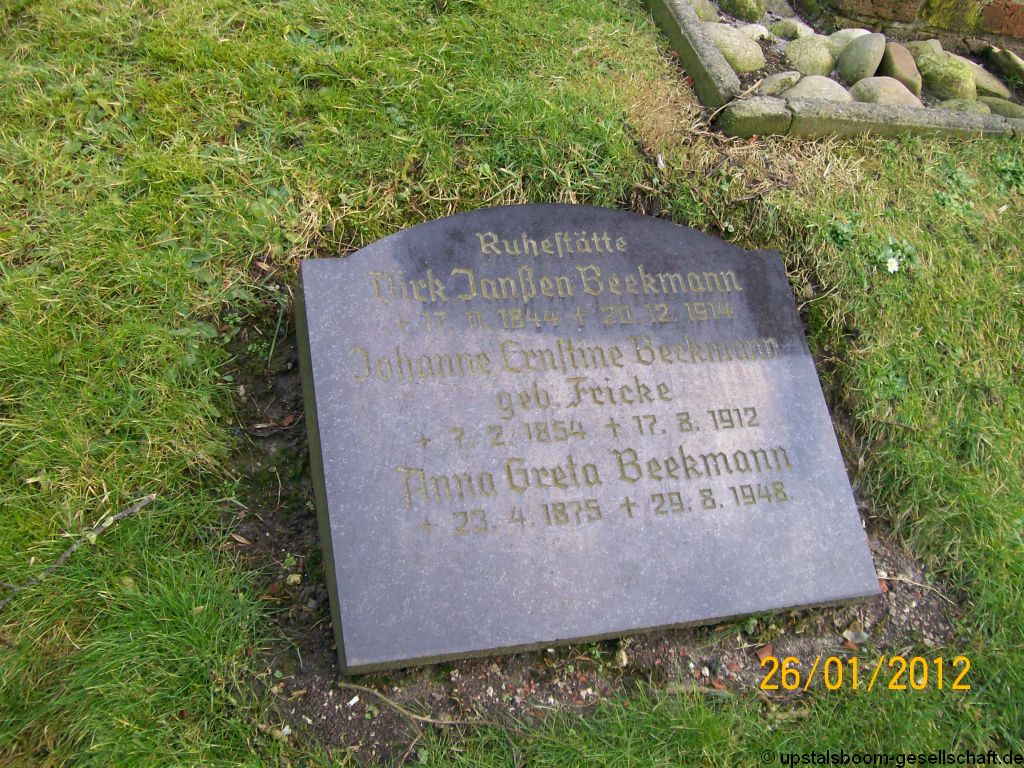 Ruhestätte
Dirk Janßen Beekmann
+ 17. 11. 1844 + 20. 12. 1914
Johanne Ernstine Beekmann
geb. Fricke
+ 7. 2. 1854 + 17. 8. 1912
Anna Greta Beekmann
+ 23. 4. 1875 + 29. 8. 1948
26/01/2012
© upstalsboom-gesellschaft.de